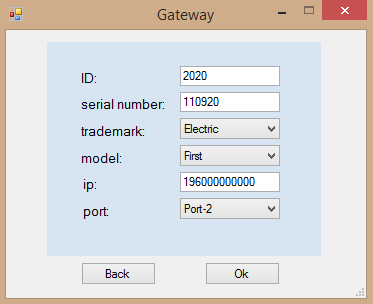 Gateway
ID: 2020
serial number: 110920
trademark: Electric
model: First
ip: 196000000000
port: Port-2
Back Ok